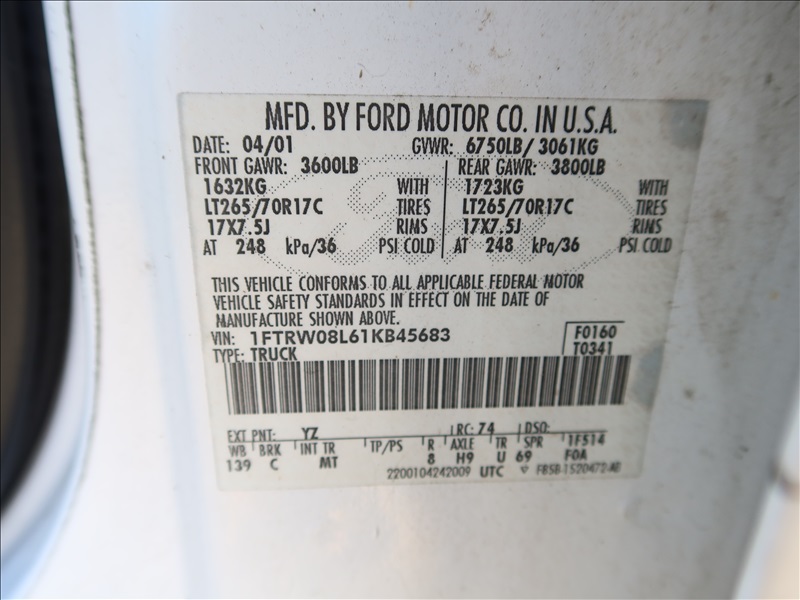 MFD. BY FORD MOTOR CO. IN U.S.A.
DATE: 04/01 GVWR: 6750LB/ 3061KG
FRONT GAWR: 3600LB REAR GAWR: 3800LB
1632KG WITH 1723KG WITH
LT265/70R17C TIRES LT265/70R17C TIRES
17X7.5J RIMS 17X7.5J RIMS
AT 248 kPa/36 PSI COLD AT 248 kPa/36 PSI COLD
THIS VEHICLE CONFORMS TO ALL APPLICABLE FEDERAL MOTOR
VEHICLE SAFETY STANDARDS IN EFFECT ON THE DATE OF
MANUFACTURE SHOWN ABOVE.
VIN: 1FTRW08L61KB45683 F0160
TYPE: TRUCK T0341
EXT PNT: YZ RC: 74 DSO:
WB BRK INT TR TP/PS R AXLE TR SPR 1F514
139 C MT 8 H9 U 69 FOA
2200104242009 UTC F85B-1520472-AB